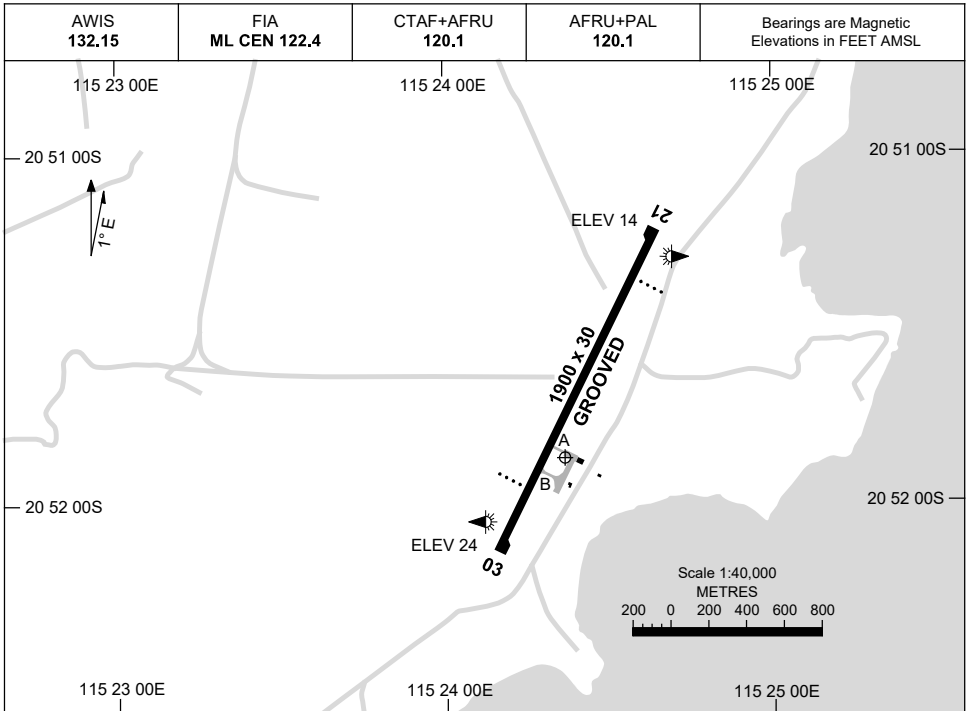 AWIS
132.15
FIA
ML CEN 122.4
CTAF+AFRU
120.1
AFRU+PAL
120.1
Bearings are Magnetic
Elevations in FEET AMSL
115 23 00E
115 24 00E
115 25 00E
20 51 00S
20 51 00S
1° E
ELEV 14
21
1900 x 30
GROOVED
A
B
20 52 00S
20 52 00S
ELEV 24
03
Scale 1:40,000
METRES
200 0 200 400 600 800
115 23 00E
115 24 00E
115 25 00E